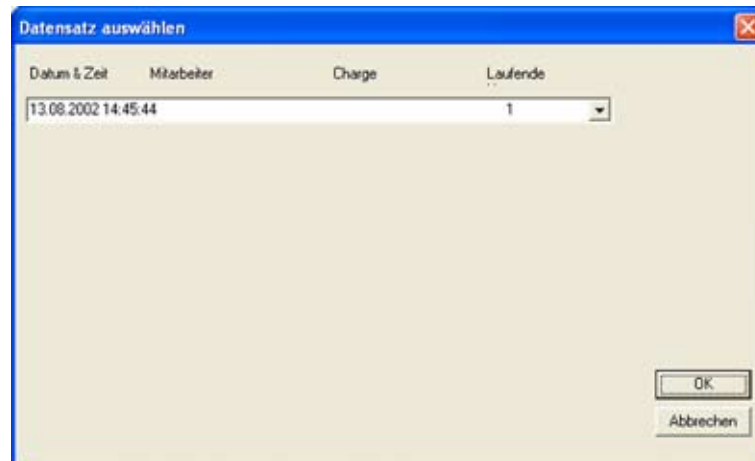 Datensatz auswählen
Datum & Zeit Mitarbeiter Charge Laufende
13.08.2002 14:45:44 1
OK
Abbrechen